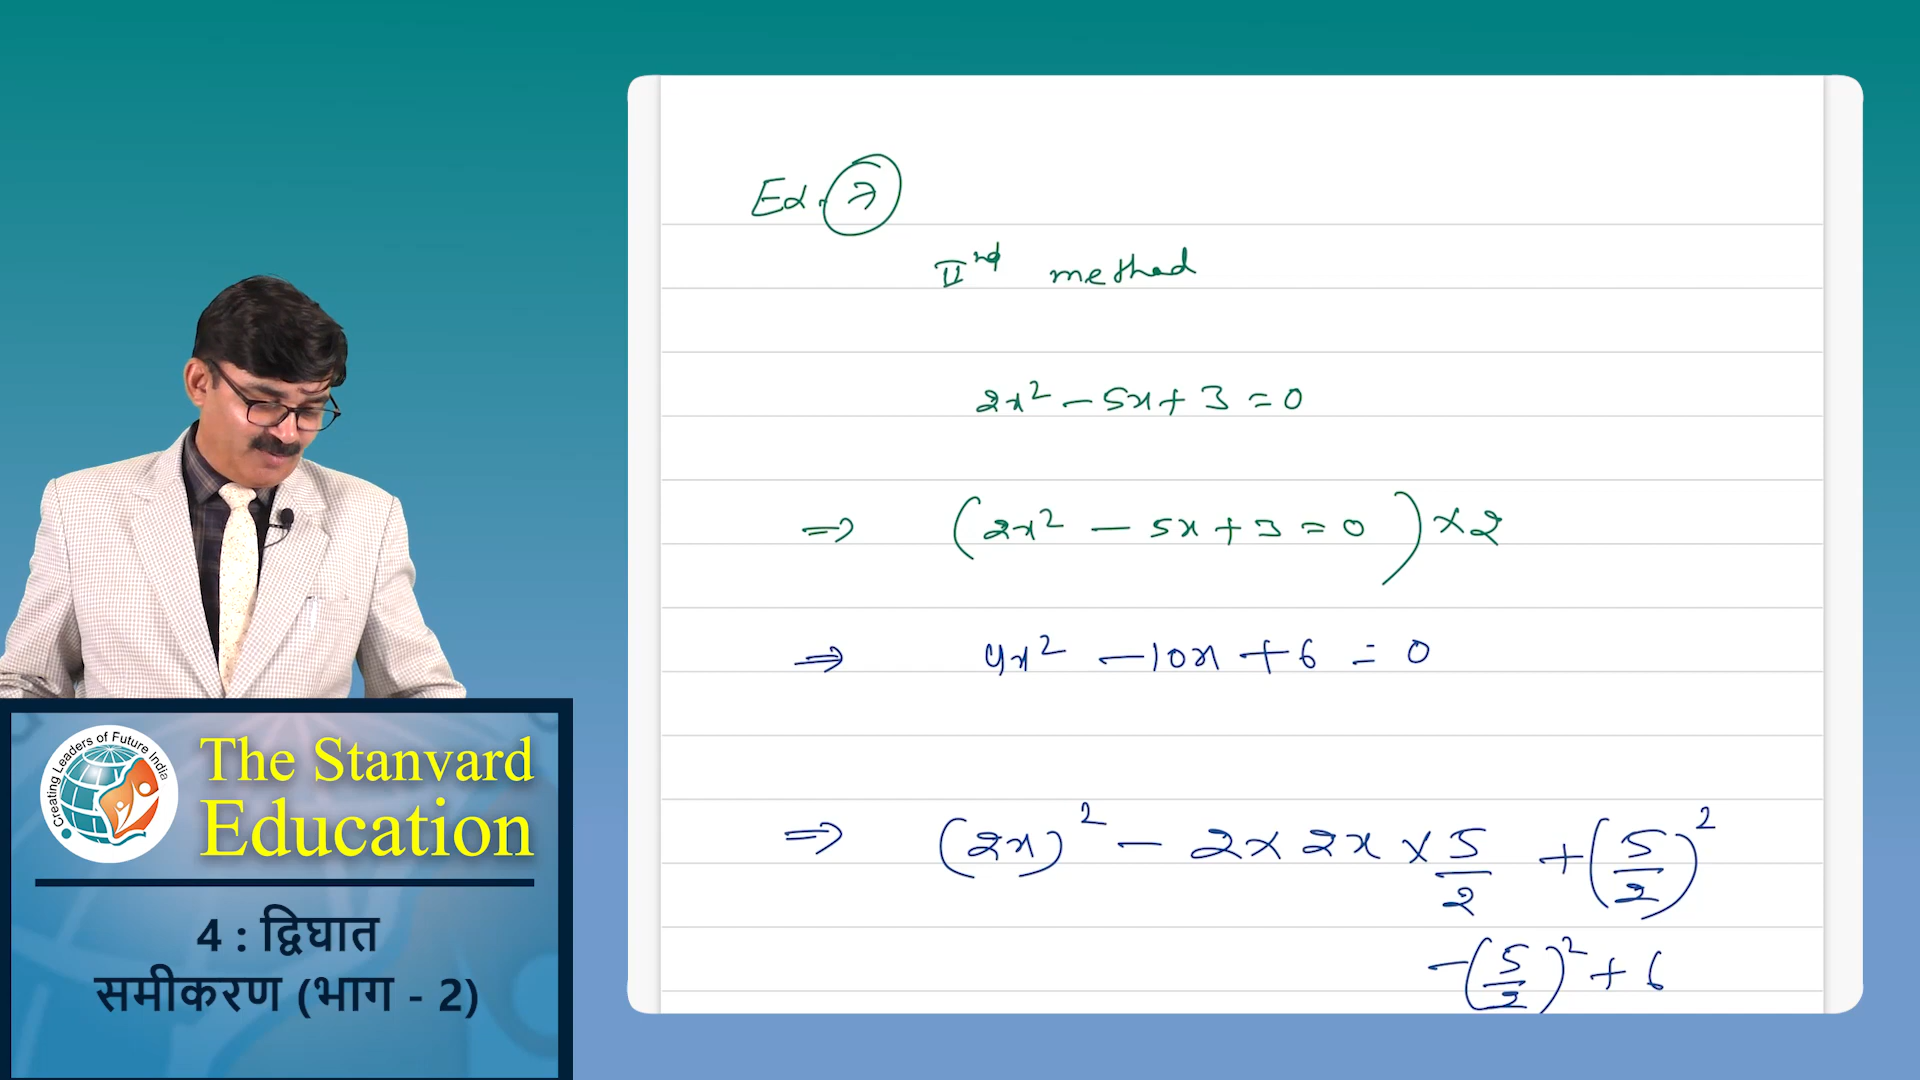 Ex. 7
IInd method
2x² – 5x + 3 = 0
⇒ (2x² – 5x + 3 = 0) × 2
⇒ 4x² – 10x + 6 = 0
⇒ (2x)² – 2 × 2x × 5/2 + (5/2)²
– (5/2)² + 6
Creating Leaders of Future India
The Stanvard
Education
4 : द्विघात
समीकरण (भाग - 2)